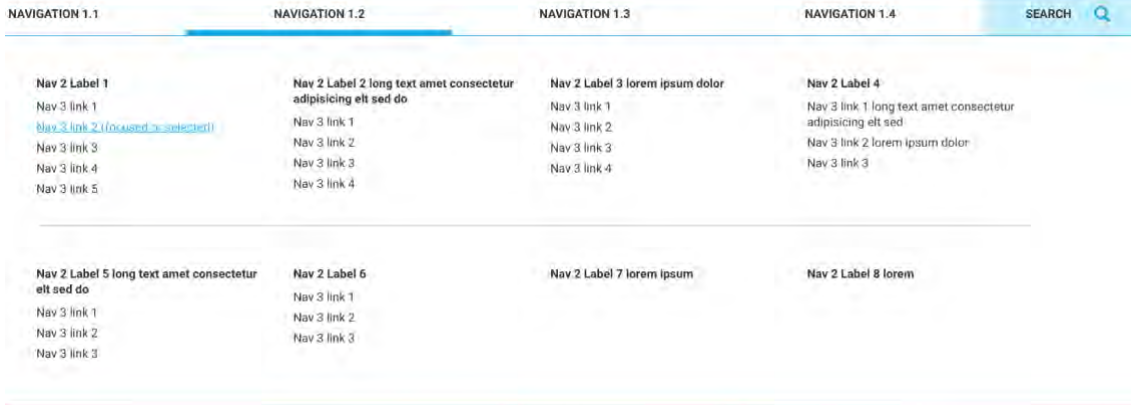 NAVIGATION 1.1
NAVIGATION 1.2
NAVIGATION 1.3
NAVIGATION 1.4
SEARCH
Nav 2 Label 1
Nav 3 link 1
Nav 3 link 2 (focused or selected)
Nav 3 link 3
Nav 3 link 4
Nav 3 link 5
Nav 2 Label 2 long text amet consectetur
adipisicing elt sed do
Nav 3 link 1
Nav 3 link 2
Nav 3 link 3
Nav 3 link 4
Nav 2 Label 3 lorem ipsum dolor
Nav 3 link 1
Nav 3 link 2
Nav 3 link 3
Nav 3 link 4
Nav 2 Label 4
Nav 3 link 1 long text amet consectetur
adipisicing elt sed
Nav 3 link 2 lorem ipsum dolor
Nav 3 link 3
Nav 2 Label 5 long text amet consectetur
elt sed do
Nav 3 link 1
Nav 3 link 2
Nav 3 link 3
Nav 2 Label 6
Nav 3 link 1
Nav 3 link 2
Nav 3 link 3
Nav 2 Label 7 lorem ipsum
Nav 2 Label 8 lorem